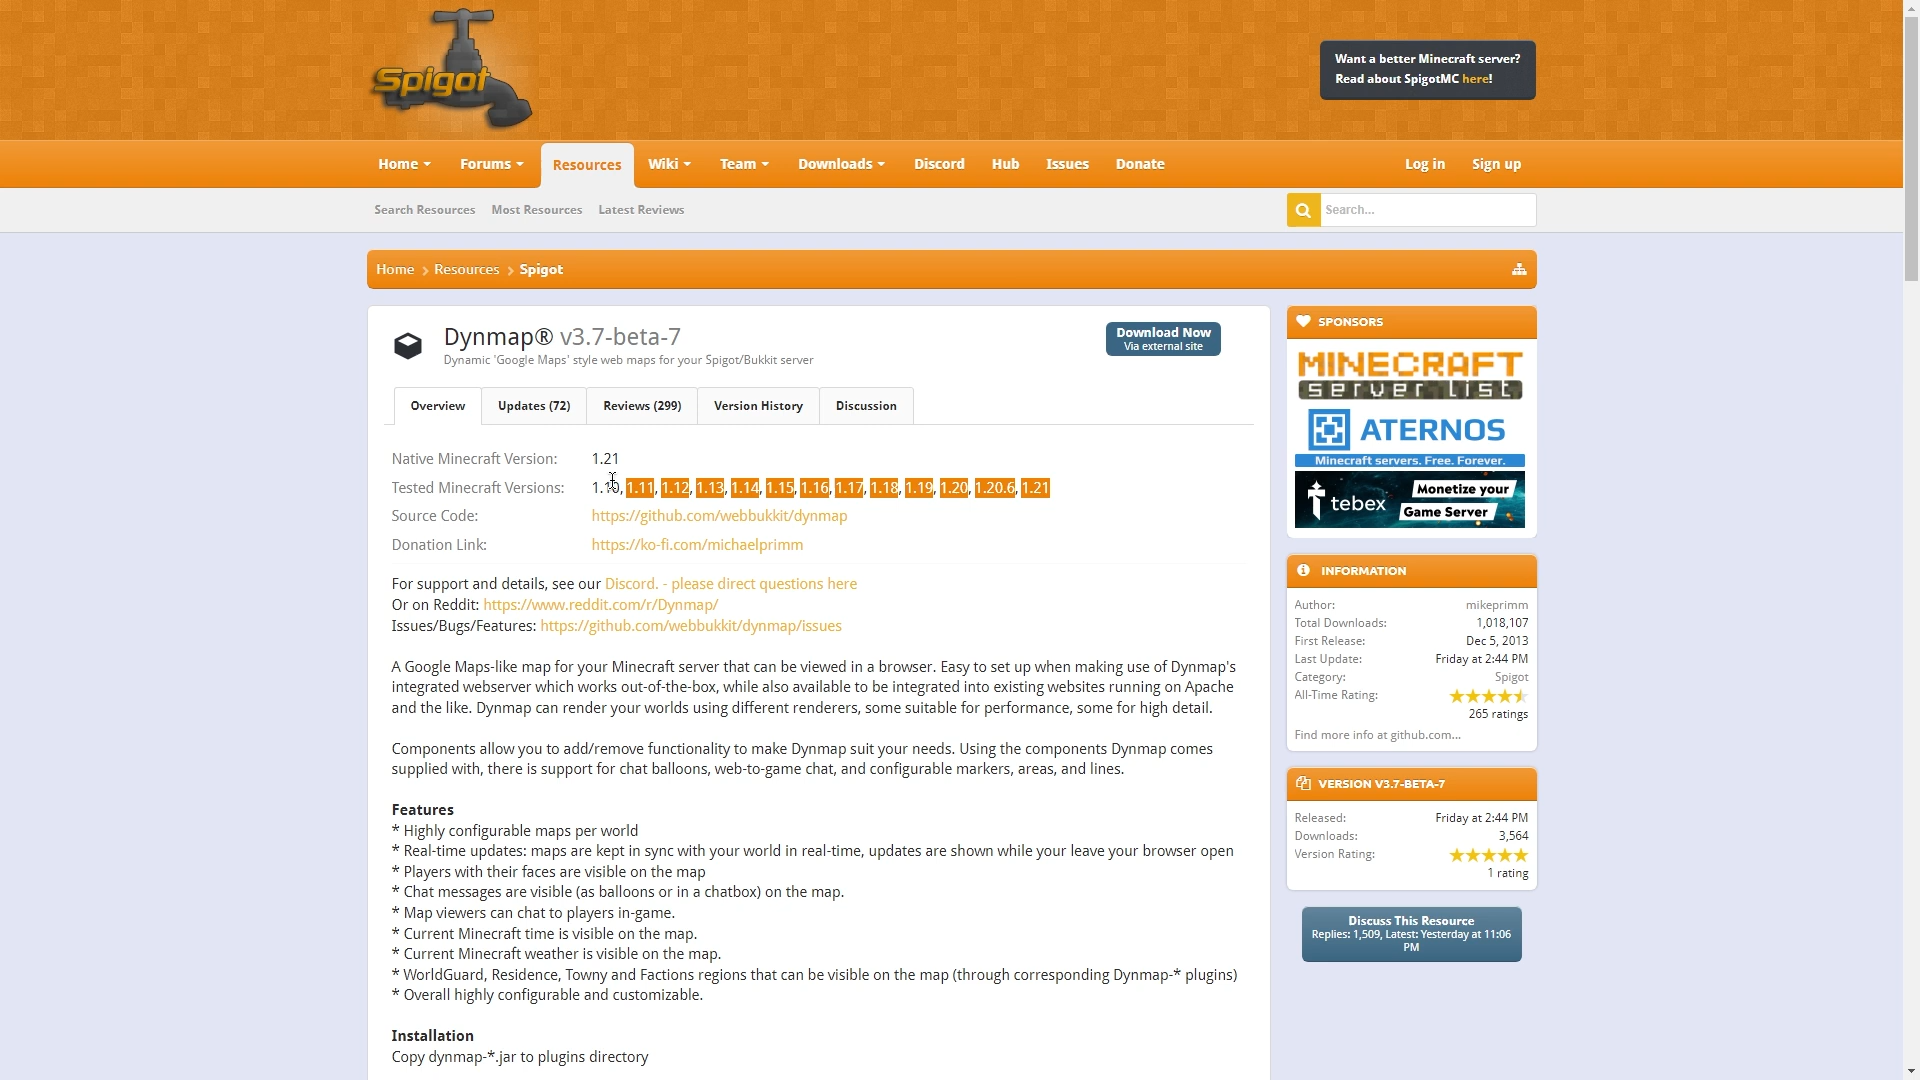 Spigot
Want a better Minecraft server?
Read about SpigotMC here!
Home Forums Resources Wiki Team Downloads Discord Hub Issues Donate Log in Sign up
Search Resources Most Resources Latest Reviews Search...
Home Resources Spigot
Dynmap® v3.7-beta-7
Dynamic 'Google Maps' style web maps for your Spigot/Bukkit server
Download Now
Via external site
Overview Updates (72) Reviews (299) Version History Discussion
Native Minecraft Version: 1.21
Tested Minecraft Versions: 1.10, 1.11, 1.12, 1.13, 1.14, 1.15, 1.16, 1.17, 1.18, 1.19, 1.20, 1.20.6, 1.21
Source Code: https://github.com/webbukkit/dynmap
Donation Link: https://ko-fi.com/michaelprimm
For support and details, see our Discord. - please direct questions here
Or on Reddit: https://www.reddit.com/r/Dynmap/
Issues/Bugs/Features: https://github.com/webbukkit/dynmap/issues
A Google Maps-like map for your Minecraft server that can be viewed in a browser. Easy to set up when making use of Dynmap's
integrated webserver which works out-of-the-box, while also available to be integrated into existing websites running on Apache
and the like. Dynmap can render your worlds using different renderers, some suitable for performance, some for high detail.
Components allow you to add/remove functionality to make Dynmap suit your needs. Using the components Dynmap comes
supplied with, there is support for chat balloons, web-to-game chat, and configurable markers, areas, and lines.
Features
* Highly configurable maps per world
* Real-time updates: maps are kept in sync with your world in real-time, updates are shown while your leave your browser open
* Players with their faces are visible on the map
* Chat messages are visible (as balloons or in a chatbox) on the map.
* Map viewers can chat to players in-game.
* Current Minecraft time is visible on the map.
* Current Minecraft weather is visible on the map.
* WorldGuard, Residence, Towny and Factions regions that can be visible on the map (through corresponding Dynmap-* plugins)
* Overall highly configurable and customizable.
Installation
Copy dynmap-*.jar to plugins directory
SPONSORS
MINECRAFT
server list
ATERNOS
Minecraft servers. Free. Forever.
tebex Monetize your
Game Server
INFORMATION
Author: mikeprimm
Total Downloads: 1,018,107
First Release: Dec 5, 2013
Last Update: Friday at 2:44 PM
Category: Spigot
All-Time Rating:
265 ratings
Find more info at github.com...
VERSION V3.7-BETA-7
Released: Friday at 2:44 PM
Downloads: 3,564
Version Rating:
1 rating
Discuss This Resource
Replies: 1,509, Latest: Yesterday at 11:06
PM